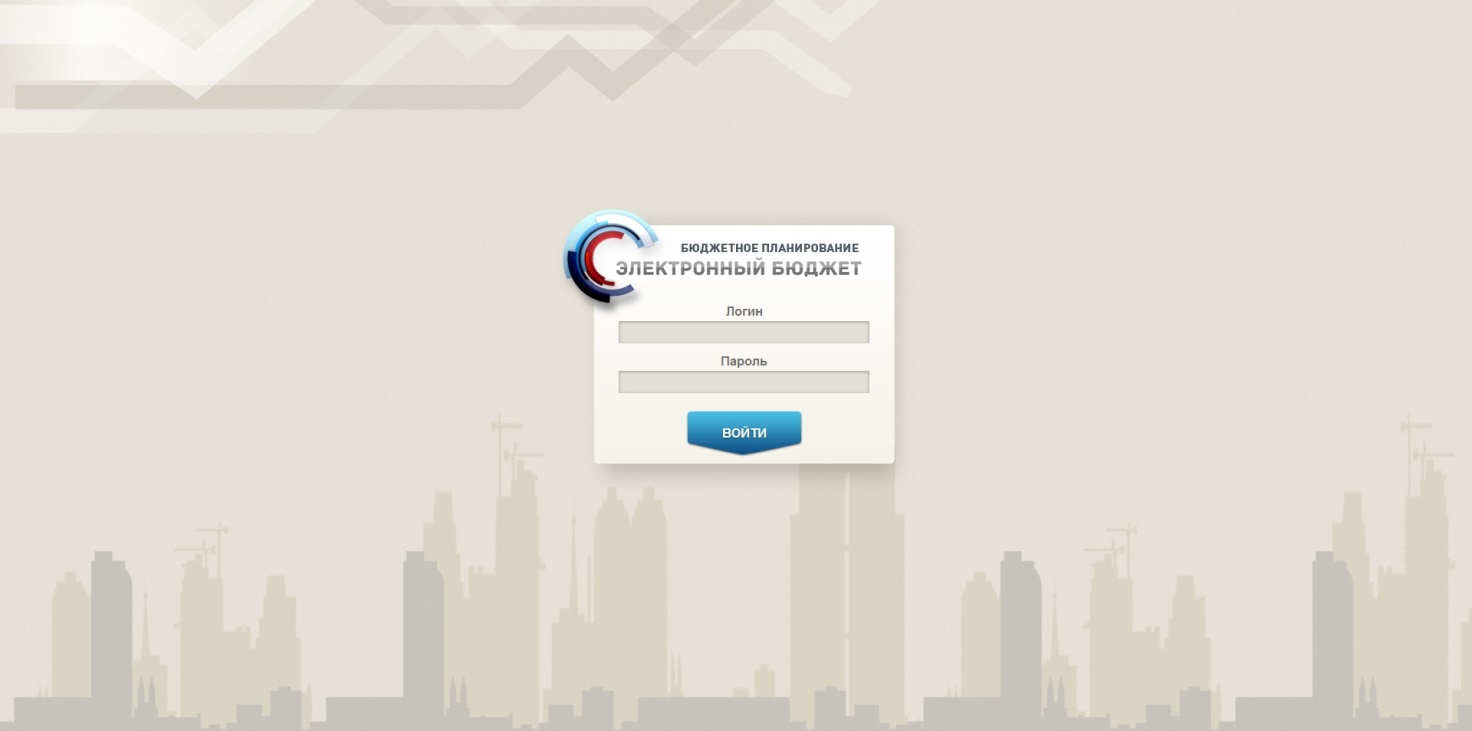 БЮДЖЕТНОЕ ПЛАНИРОВАНИЕ
ЭЛЕКТРОННЫЙ БЮДЖЕТ
Логин
Пароль
ВОЙТИ